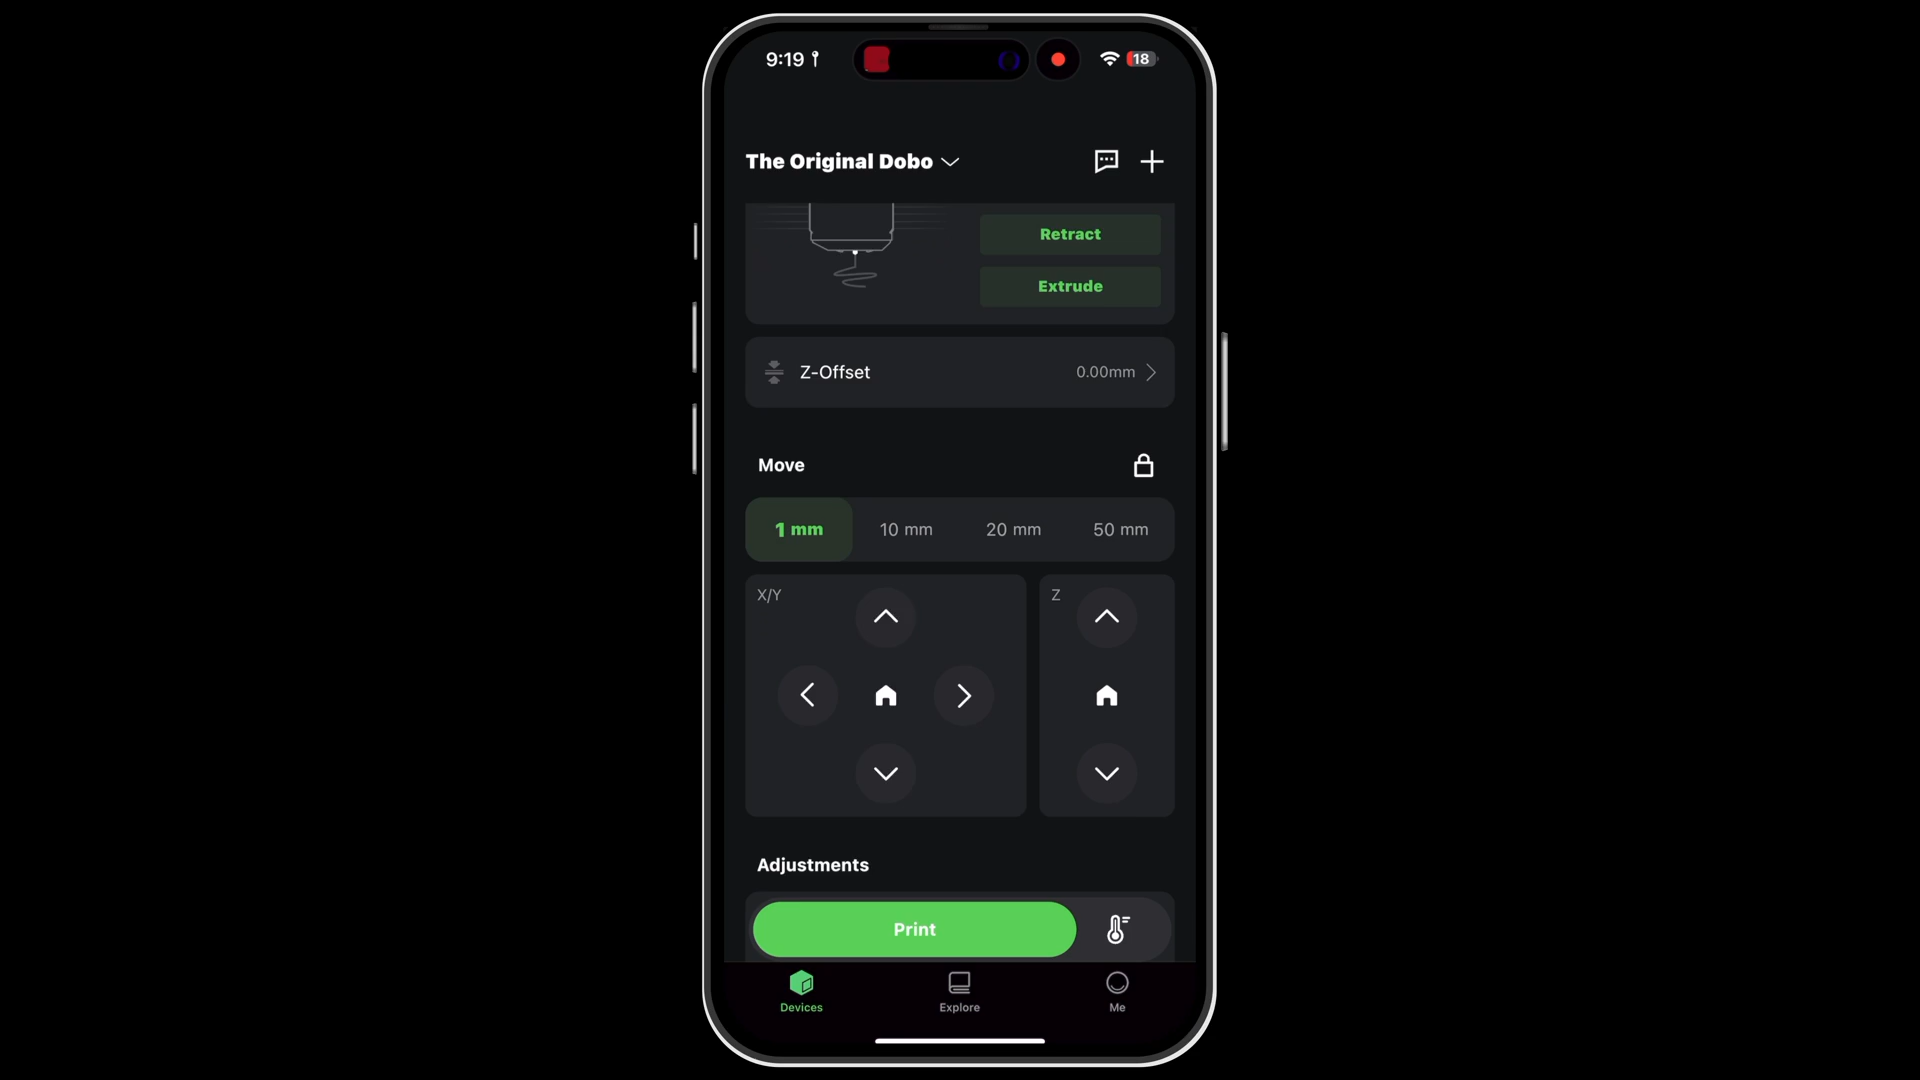 9:19
18
The Original Dobo
Retract
Extrude
Z-Offset 0.00mm
Move
1 mm 10 mm 20 mm 50 mm
X/Y Z
Adjustments
Print
Devices Explore Me